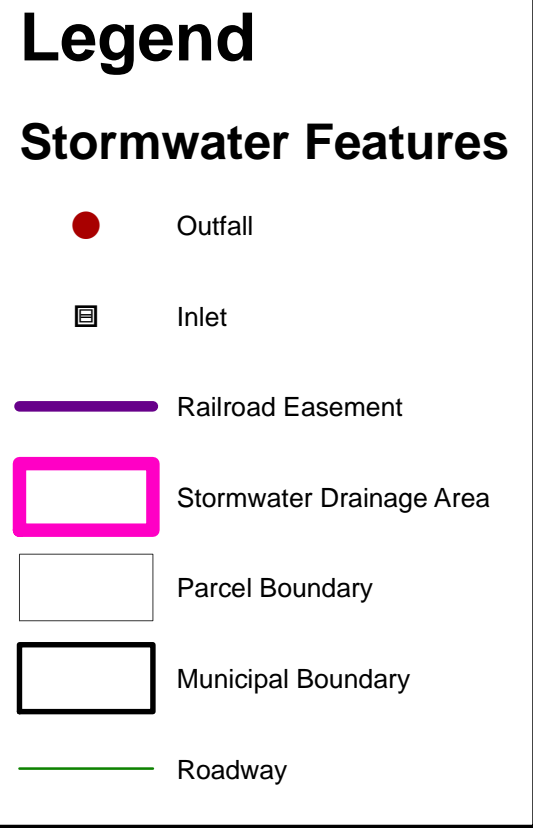 Legend
Stormwater Features
Outfall
Inlet
Railroad Easement
Stormwater Drainage Area
Parcel Boundary
Municipal Boundary
Roadway